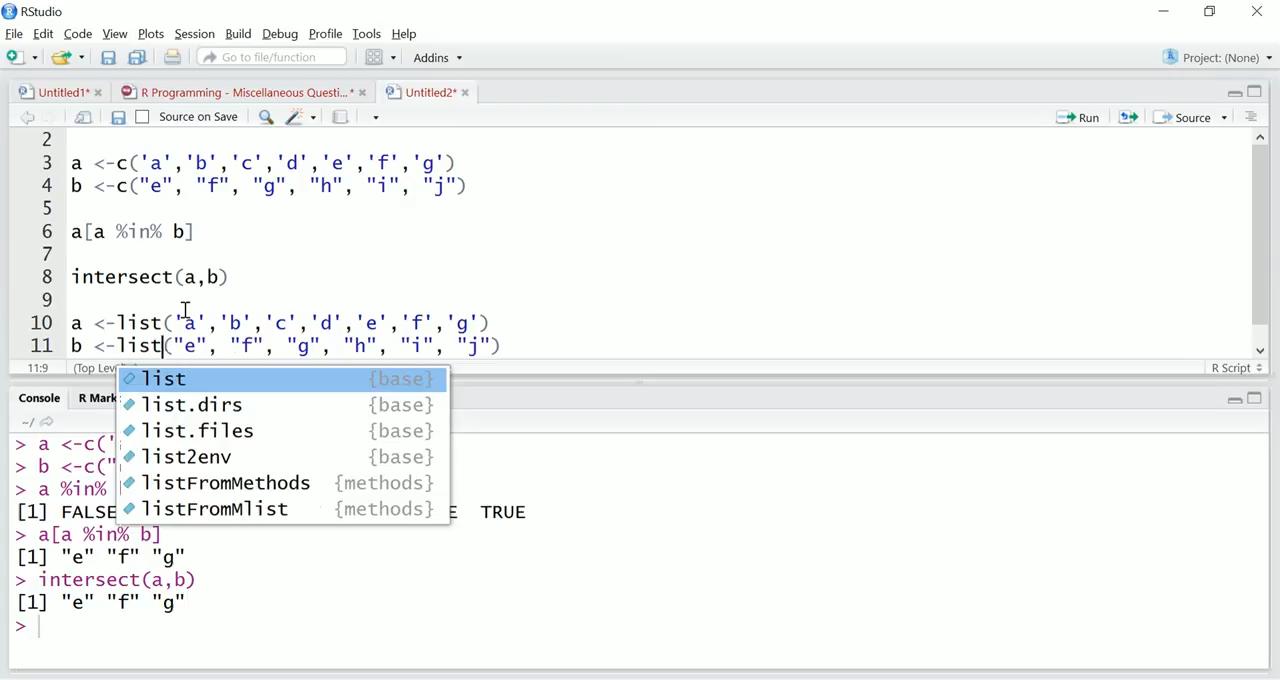 RStudio
File Edit Code View Plots Session Build Debug Profile Tools Help
Go to file/function Addins Project: (None)
Untitled1* R Programming - Miscellaneous Questi...* Untitled2*
Source on Save Run Source
2
3 a <-c('a','b','c','d','e','f','g')
4 b <-c("e", "f", "g", "h", "i", "j")
5
6 a[a %in% b]
7
8 intersect(a,b)
9
10 a <-list('a','b','c','d','e','f','g')
11 b <-list("e", "f", "g", "h", "i", "j")
11:9 (Top Lev R Script
list {base}
list.dirs {base}
list.files {base}
list2env {base}
listFromMethods {methods}
listFromMlist {methods}
Console R Mark
~/
> a <-c('
> b <-c("
> a %in%
[1] FALSE E TRUE
> a[a %in% b]
[1] "e" "f" "g"
> intersect(a,b)
[1] "e" "f" "g"
>